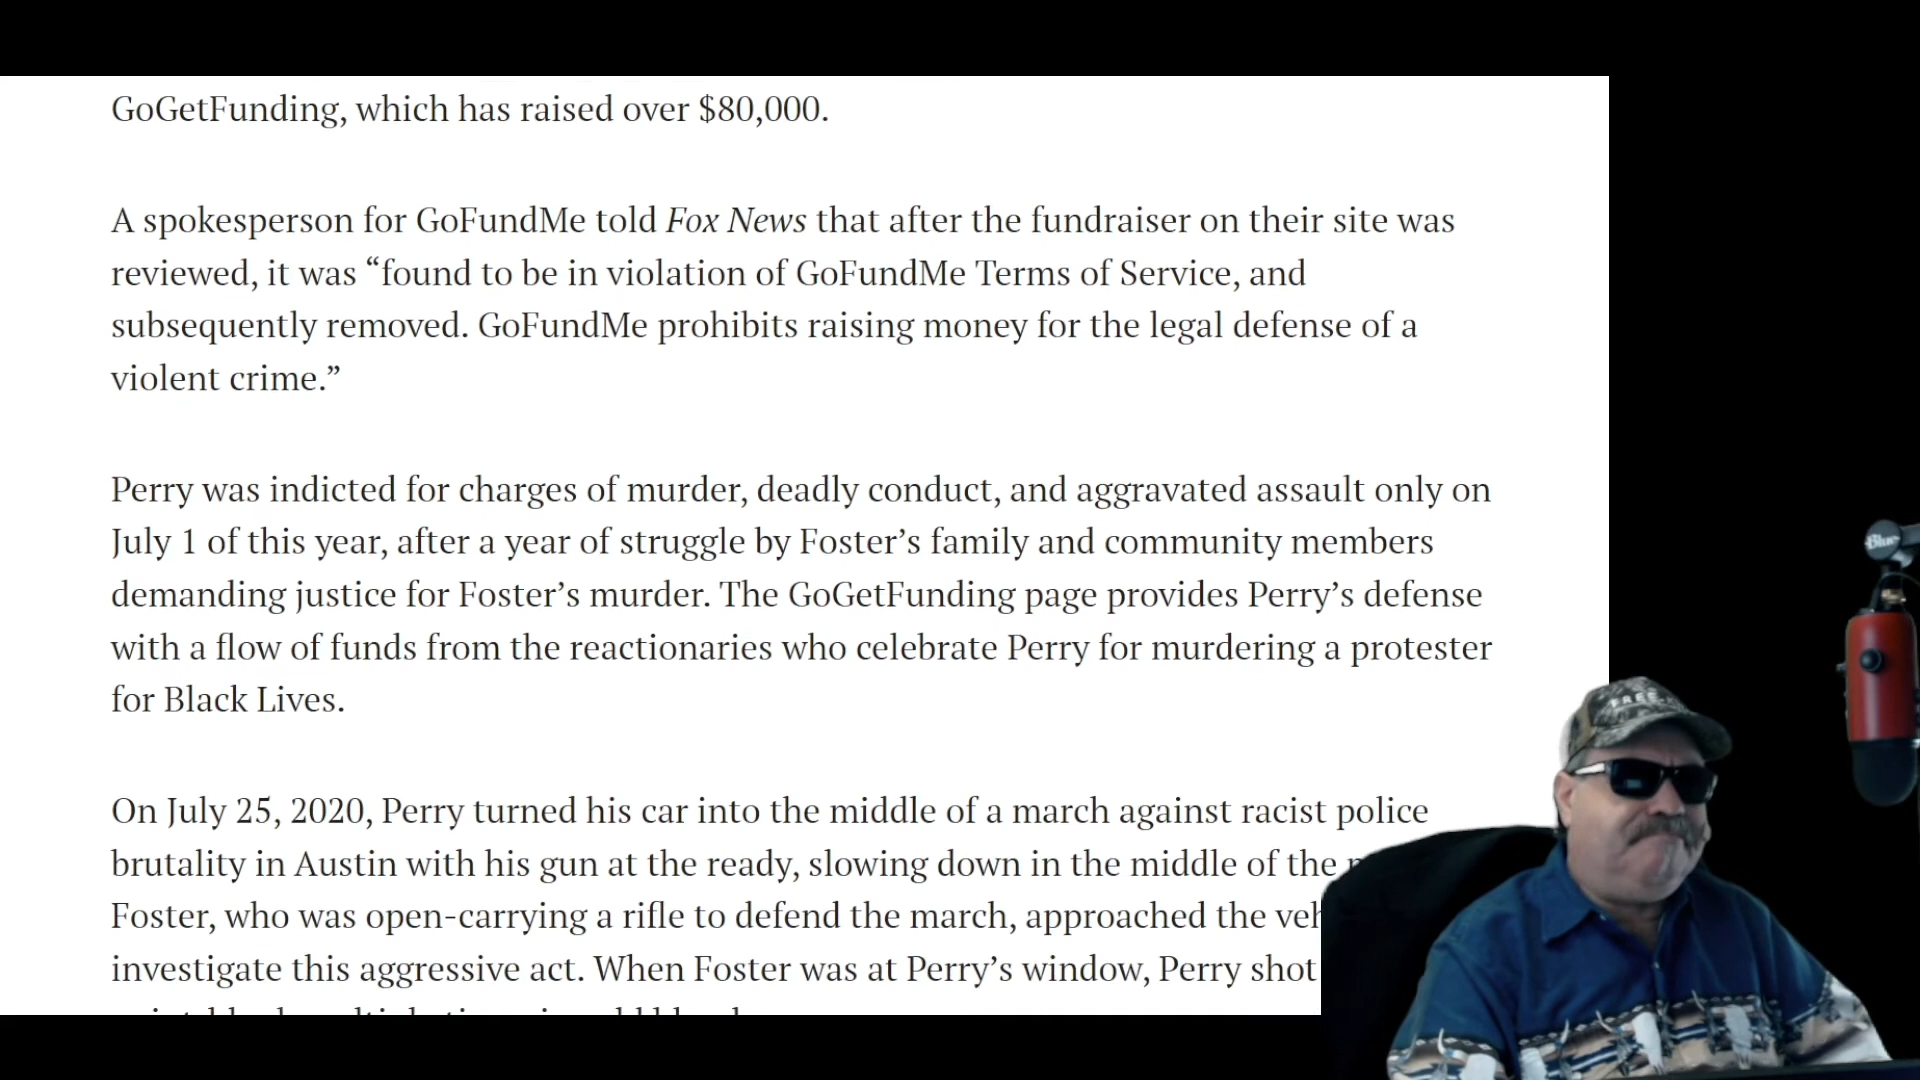 GoGetFunding, which has raised over $80,000.
A spokesperson for GoFundMe told Fox News that after the fundraiser on their site was
reviewed, it was “found to be in violation of GoFundMe Terms of Service, and
subsequently removed. GoFundMe prohibits raising money for the legal defense of a
violent crime.”
Perry was indicted for charges of murder, deadly conduct, and aggravated assault only on
July 1 of this year, after a year of struggle by Foster’s family and community members
demanding justice for Foster’s murder. The GoGetFunding page provides Perry’s defense
with a flow of funds from the reactionaries who celebrate Perry for murdering a protester
for Black Lives.
On July 25, 2020, Perry turned his car into the middle of a march against racist police
brutality in Austin with his gun at the ready, slowing down in the middle of the
Foster, who was open-carrying a rifle to defend the march, approached the
investigate this aggressive act. When Foster was at Perry’s window, Perry shot
Blue